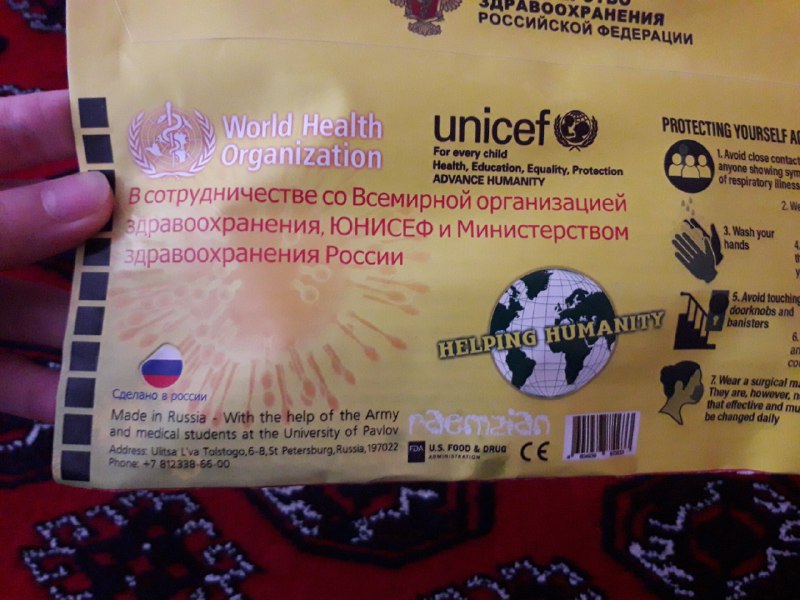 ЗДРАВООХРАНЕНИЯ
РОССИЙСКОЙ ФЕДЕРАЦИИ
World Health
Organization
unicef
For every child
Health, Education, Equality, Protection
ADVANCE HUMANITY
В сотрудничестве со Всемирной организацией
здравоохранения, ЮНИСЕФ и Министерством
здравоохранения России
HELPING HUMANITY
Сделано в россии
Made in Russia - With the help of the Army
and medical students at the University of Pavlov
Address: Ulitsa L'va Tolstogo,6-8,St Petersburg,Russia,197022
Phone: +7 812338-66-00
raemzian
FDA U.S. FOOD & DRUG
ADMINISTRATION
CE
PROTECTING YOURSELF
1. Avoid close contact
anyone showing
of respiratory illness
2.
3. Wash your
hands
4.
5. Avoid touching
doorknobs and
banisters
6.
7. Wear a surgical
They are, however,
that effective and
be changed daily